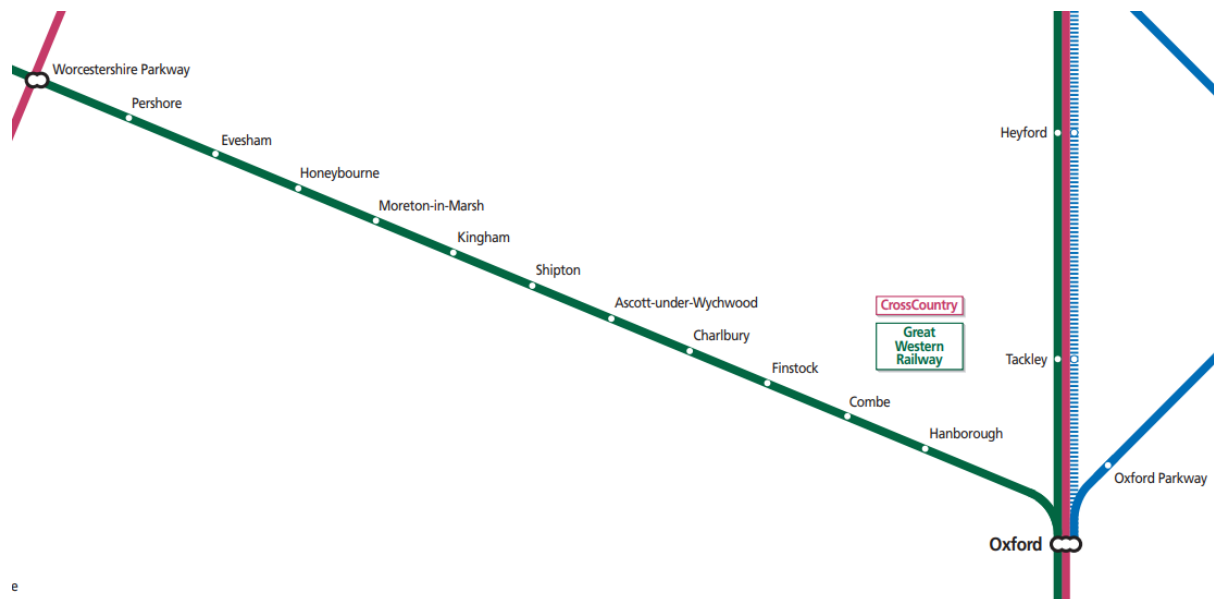 Worcestershire Parkway
Pershore
Evesham
Honeybourne
Moreton-in-Marsh
Kingham
Shipton
Ascott-under-Wychwood
Charlbury
Finstock
Combe
Hanborough
Heyford
CrossCountry
Great
Western
Railway
Tackley
Oxford Parkway
Oxford
e